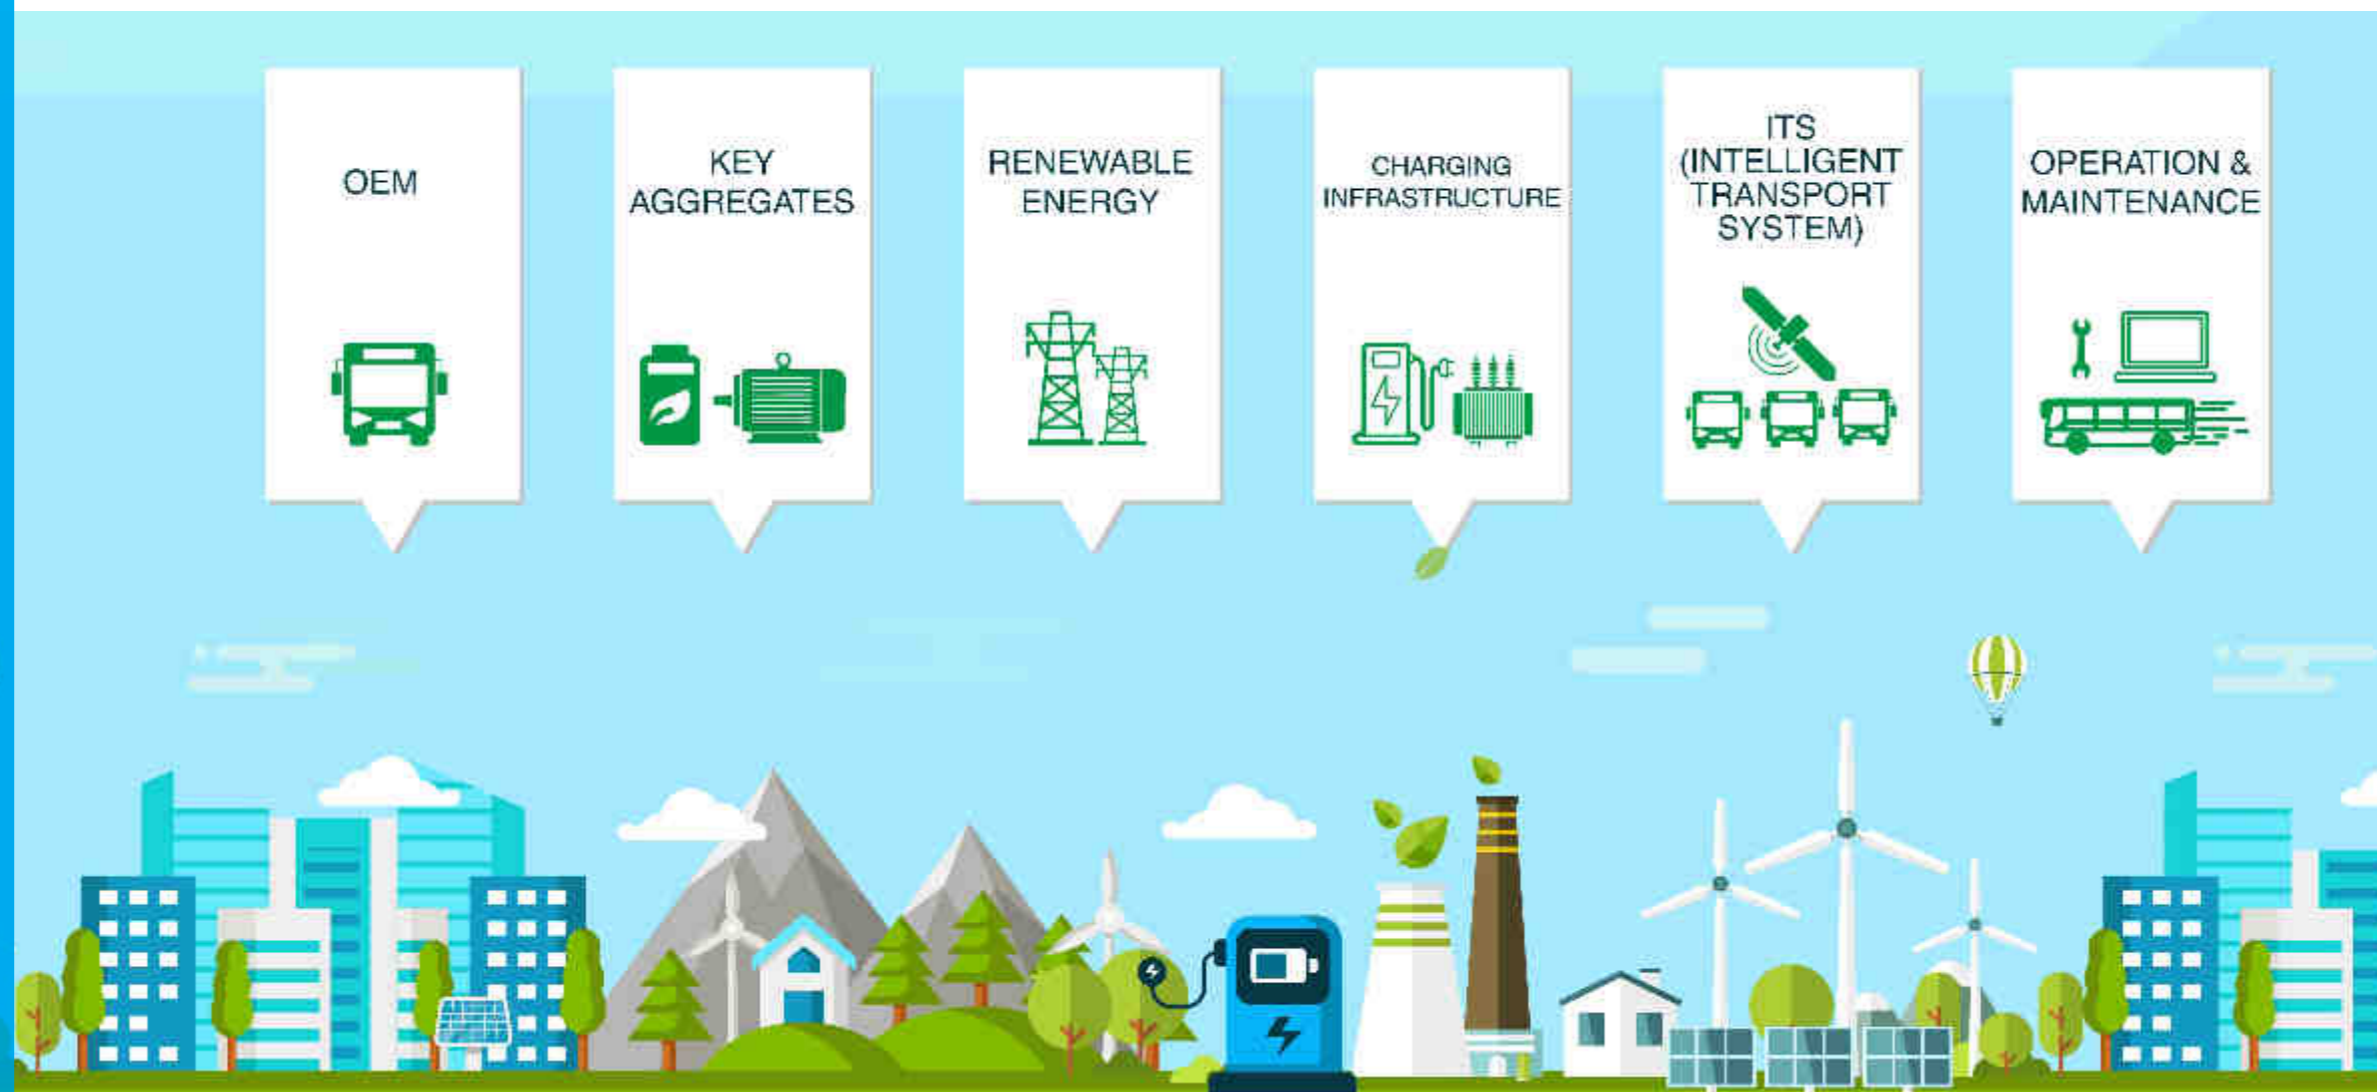 OEM
KEY
AGGREGATES
RENEWABLE
ENERGY
CHARGING
INFRASTRUCTURE
ITS
(INTELLIGENT
TRANSPORT
SYSTEM)
OPERATION &
MAINTENANCE